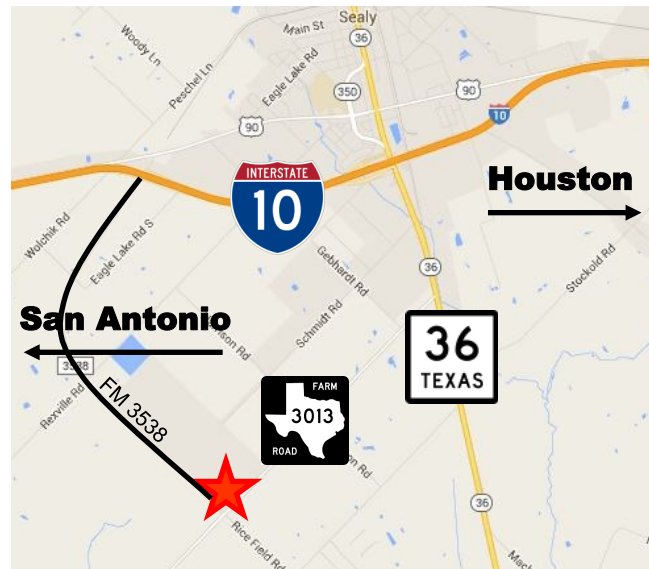 Sealy
Main St
36
Woody Ln
Peschel Ln
Eagle Lake Rd
350
90
90
10
INTERSTATE
10
Houston
Wolchik Rd
Eagle Lake Rd S
Gebhardt Rd
36
Stockold Rd
San Antonio
Schmidt Rd
36
TEXAS
3538
Rexville Rd
FM 3538
FARM
3013
ROAD
36
Rice Field Rd